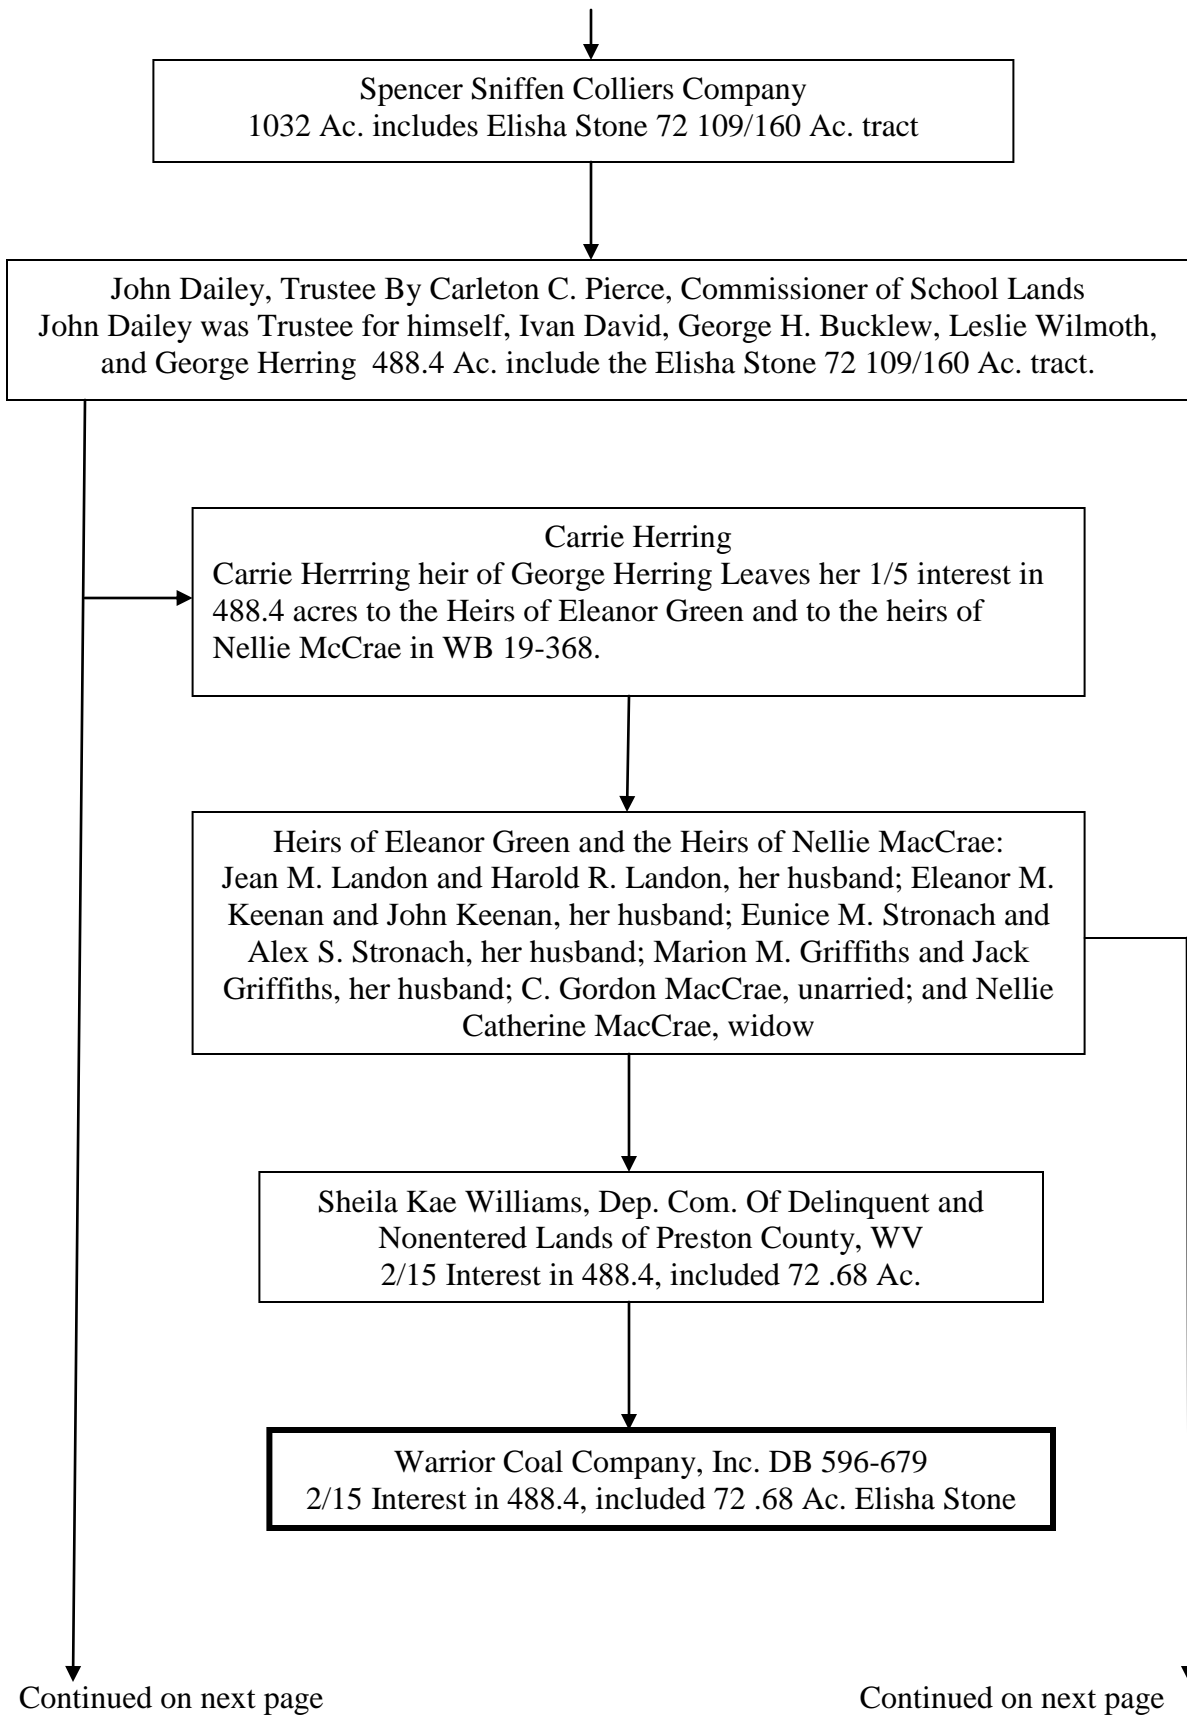 Spencer Sniffen Colliers Company
1032 Ac. includes Elisha Stone 72 109/160 Ac. tract
John Dailey, Trustee By Carleton C. Pierce, Commissioner of School Lands
John Dailey was Trustee for himself, Ivan David, George H. Bucklew, Leslie Wilmoth,
and George Herring 488.4 Ac. include the Elisha Stone 72 109/160 Ac. tract.
Carrie Herring
Carrie Herrring heir of George Herring Leaves her 1/5 interest in
488.4 acres to the Heirs of Eleanor Green and to the heirs of
Nellie McCrae in WB 19-368.
Heirs of Eleanor Green and the Heirs of Nellie MacCrae:
Jean M. Landon and Harold R. Landon, her husband; Eleanor M.
Keenan and John Keenan, her husband; Eunice M. Stronach and
Alex S. Stronach, her husband; Marion M. Griffiths and Jack
Griffiths, her husband; C. Gordon MacCrae, unarried; and Nellie
Catherine MacCrae, widow
Sheila Kae Williams, Dep. Com. Of Delinquent and
Nonentered Lands of Preston County, WV
2/15 Interest in 488.4, included 72 .68 Ac.
Warrior Coal Company, Inc. DB 596-679
2/15 Interest in 488.4, included 72 .68 Ac. Elisha Stone
Continued on next page
Continued on next page